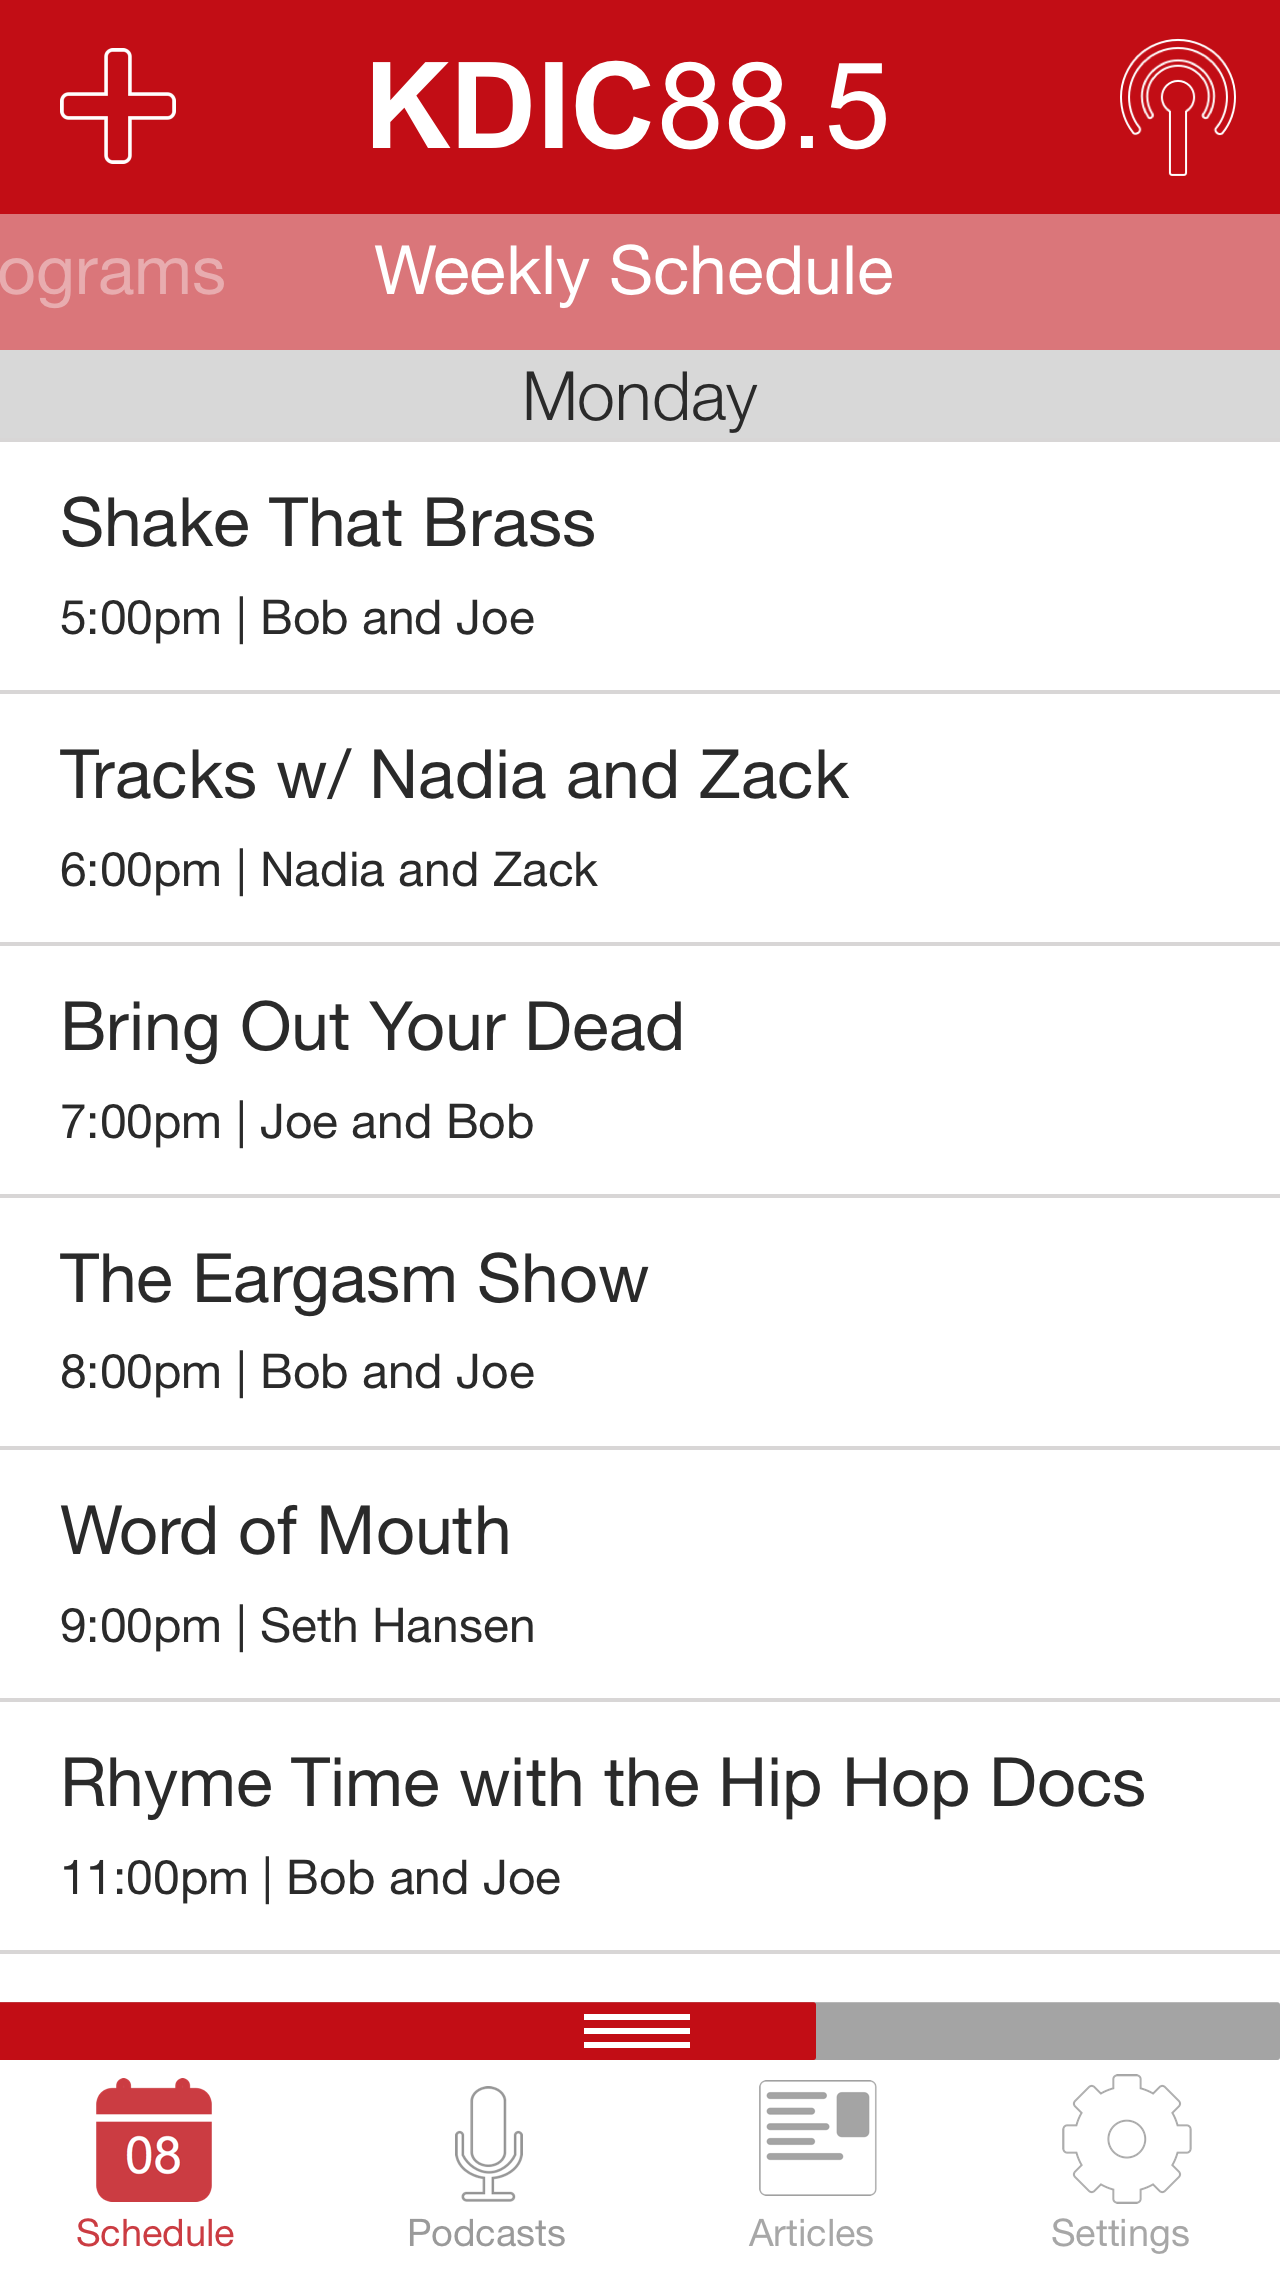 KDIC88.5
ograms Weekly Schedule
Monday
Shake That Brass
5:00pm | Bob and Joe
Tracks w/ Nadia and Zack
6:00pm | Nadia and Zack
Bring Out Your Dead
7:00pm | Joe and Bob
The Eargasm Show
8:00pm | Bob and Joe
Word of Mouth
9:00pm | Seth Hansen
Rhyme Time with the Hip Hop Docs
11:00pm | Bob and Joe
08
Schedule Podcasts Articles Settings